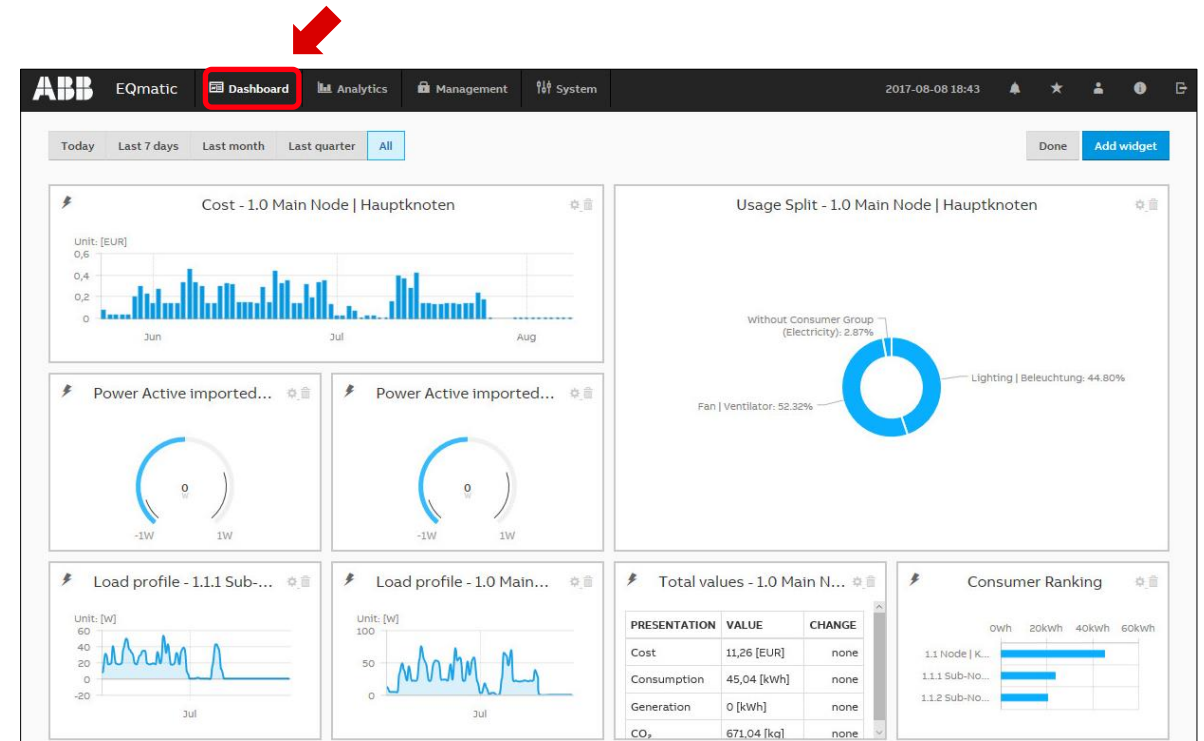 ABB EQmatic Dashboard Analytics Management System 2017-08-08 18:43
Today Last 7 days Last month Last quarter All Done Add widget
Cost - 1.0 Main Node | Hauptknoten
Unit: [EUR]
0,6
0,4
0,2
0
Jun Jul Aug
Usage Split - 1.0 Main Node | Hauptknoten
Without Consumer Group
(Electricity): 2.87%
Lighting | Beleuchtung: 44.80%
Fan | Ventilator: 52.32%
Power Active imported...
0
W
-1W 1W
Power Active imported...
0
W
-1W 1W
Load profile - 1.1.1 Sub-...
Unit: [W]
60
40
20
0
-20
Jul
Load profile - 1.0 Main...
Unit: [W]
100
50
0
Jul
Total values - 1.0 Main N...
PRESENTATION VALUE CHANGE
Cost 11,26 [EUR] none
Consumption 45,04 [kWh] none
Generation 0 [kWh] none
CO₂ 671,04 [kg] none
Consumer Ranking
0Wh 20kWh 40kWh 60kWh
1.1 Node | K...
1.1.1 Sub-No...
1.1.2 Sub-No...